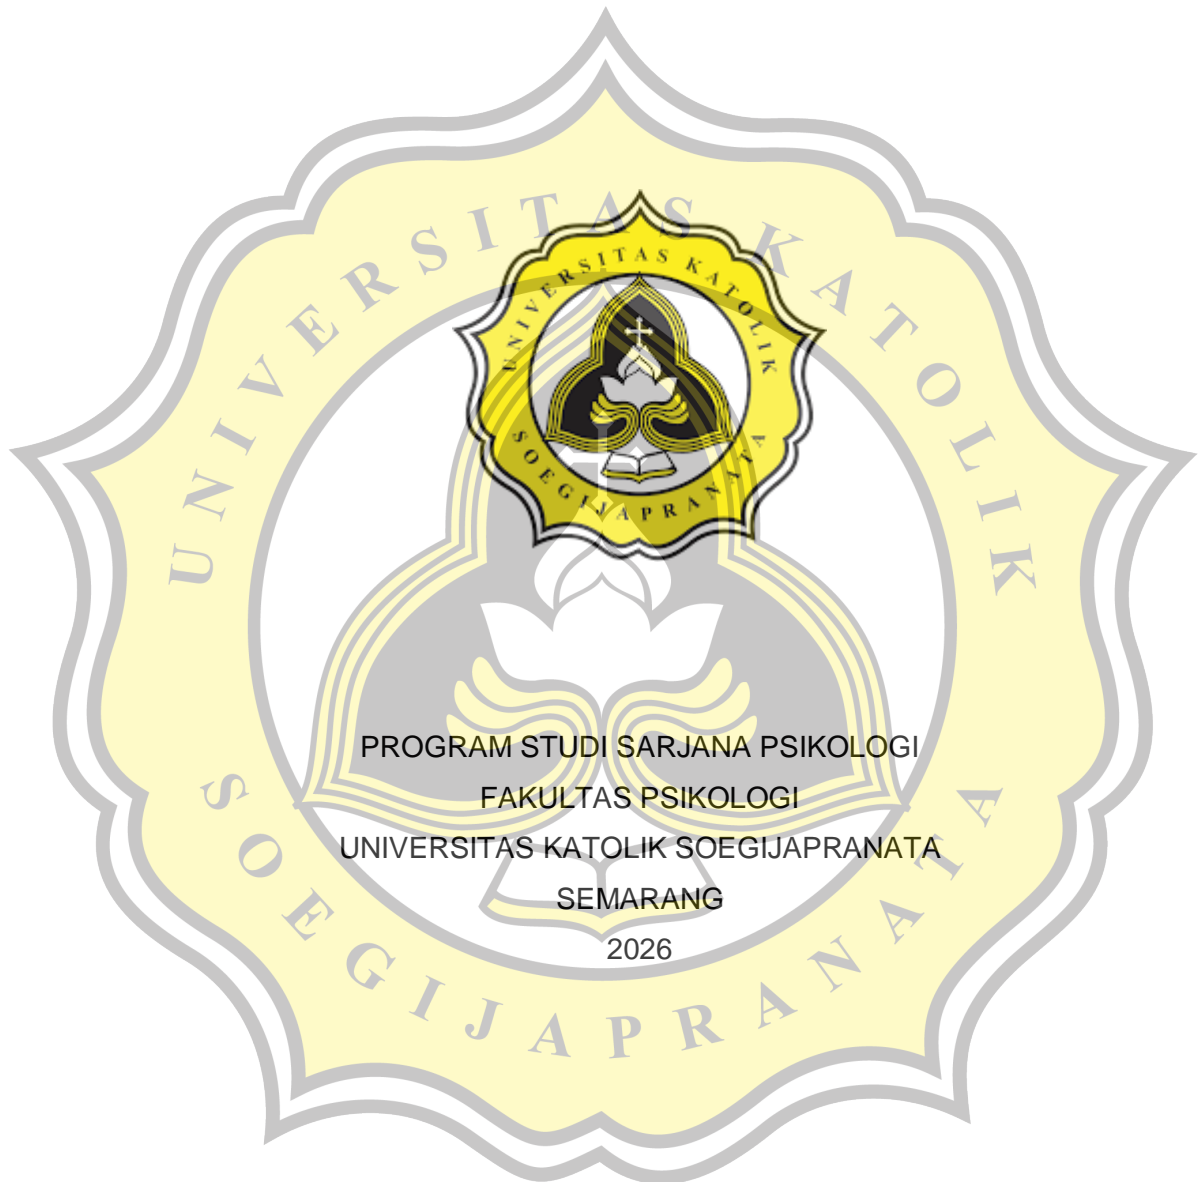 UNIVERSITAS KATOLIK
SOEGIJAPRANATA
UNIVERSITAS KATOLIK
SOEGIJAPRANATA
PROGRAM STUDI SARJANA PSIKOLOGI
FAKULTAS PSIKOLOGI
UNIVERSITAS KATOLIK SOEGIJAPRANATA
SEMARANG
2026